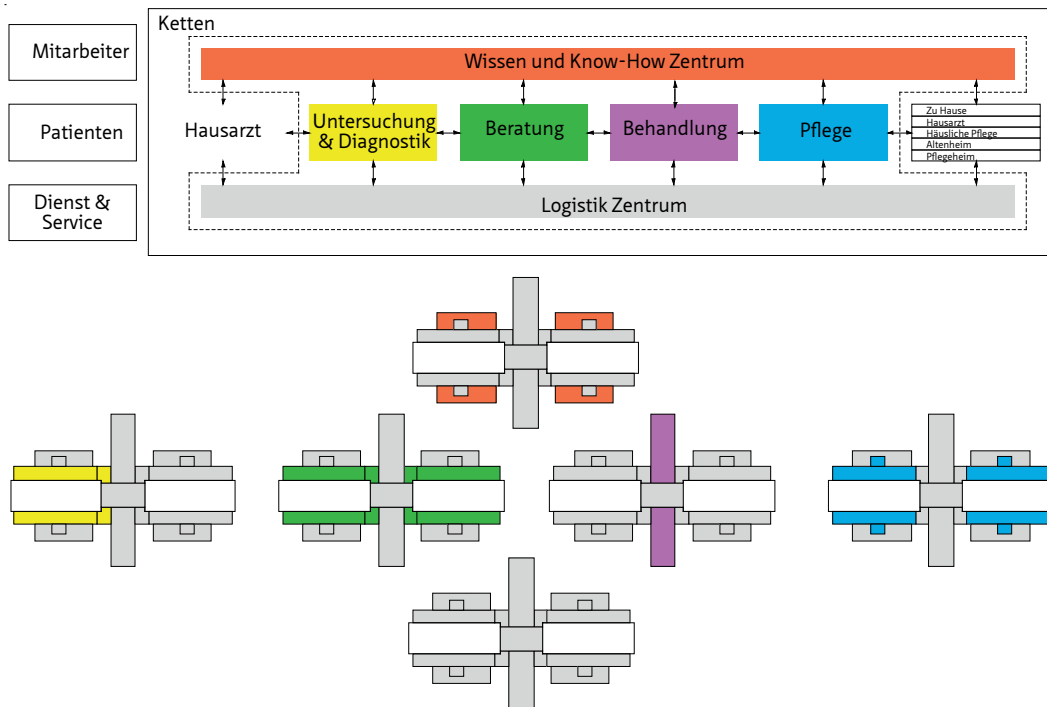 Ketten
Mitarbeiter
Wissen und Know-How Zentrum
Patienten
Hausarzt
Untersuchung
& Diagnostik
Beratung
Behandlung
Pflege
Zu Hause
Hausarzt
Häusliche Pflege
Altenheim
Pflegeheim
Dienst &
Service
Logistik Zentrum